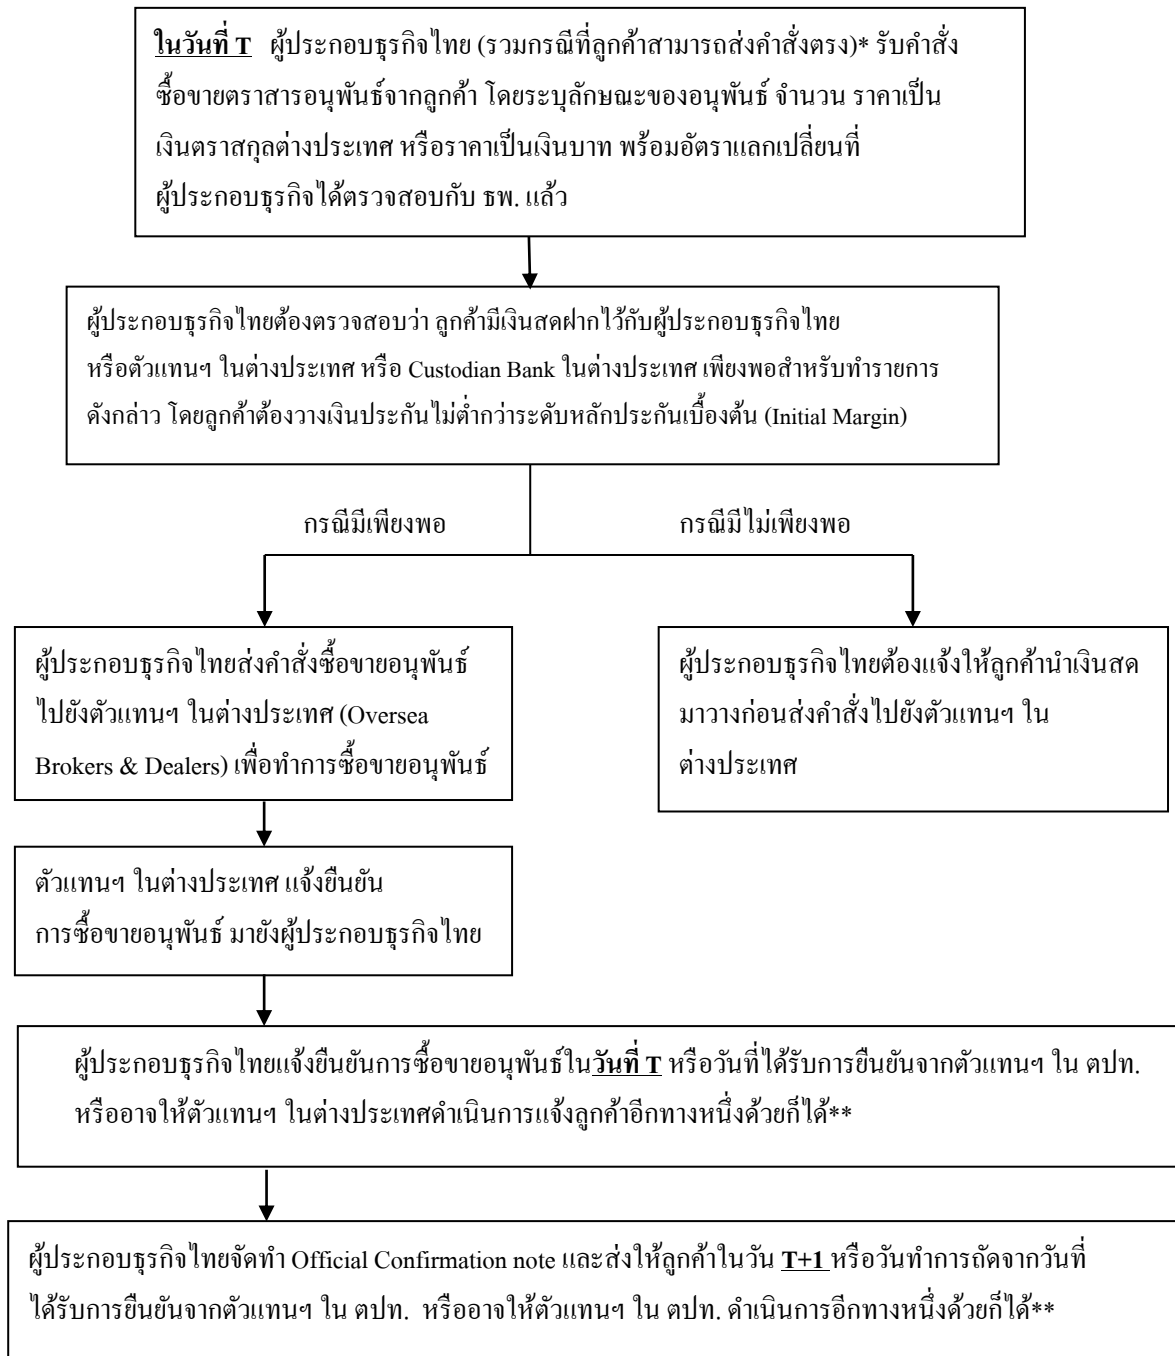 ในวันที่ T ผู้ประกอบธุรกิจไทย (รวมกรณีที่ลูกค้าสามารถส่งคำสั่งตรง)* รับคำสั่ง
ซื้อขายตราสารอนุพันธ์จากลูกค้า โดยระบุลักษณะของอนุพันธ์ จำนวน ราคาเป็น
เงินตราสกุลต่างประเทศ หรือราคาเป็นเงินบาท พร้อมอัตราแลกเปลี่ยนที่
ผู้ประกอบธุรกิจได้ตรวจสอบกับ ธพ. แล้ว
ผู้ประกอบธุรกิจไทยต้องตรวจสอบว่า ลูกค้ามีเงินสดฝากไว้กับผู้ประกอบธุรกิจไทย
หรือตัวแทนฯ ในต่างประเทศ หรือ Custodian Bank ในต่างประเทศ เพียงพอสำหรับทำรายการ
ดังกล่าว โดยลูกค้าต้องวางเงินประกันไม่ต่ำกว่าระดับหลักประกันเบื้องต้น (Initial Margin)
กรณีมีเพียงพอ
กรณีมีไม่เพียงพอ
ผู้ประกอบธุรกิจไทยส่งคำสั่งซื้อขายอนุพันธ์
ไปยังตัวแทนฯ ในต่างประเทศ (Oversea
Brokers & Dealers) เพื่อทำการซื้อขายอนุพันธ์
ผู้ประกอบธุรกิจไทยต้องแจ้งให้ลูกค้านำเงินสด
มาวางก่อนส่งคำสั่งไปยังตัวแทนฯ ใน
ต่างประเทศ
ตัวแทนฯ ในต่างประเทศ แจ้งยืนยัน
การซื้อขายอนุพันธ์ มายังผู้ประกอบธุรกิจไทย
ผู้ประกอบธุรกิจไทยแจ้งยืนยันการซื้อขายอนุพันธ์ในวันที่ T หรือวันที่ได้รับการยืนยันจากตัวแทนฯ ใน ตปท.
หรืออาจให้ตัวแทนฯ ในต่างประเทศดำเนินการแจ้งลูกค้าอีกทางหนึ่งด้วยก็ได้**
ผู้ประกอบธุรกิจไทยจัดทำ Official Confirmation note และส่งให้ลูกค้าในวัน T+1 หรือวันทำการถัดจากวันที่
ได้รับการยืนยันจากตัวแทนฯ ใน ตปท. หรืออาจให้ตัวแทนฯ ใน ตปท. ดำเนินการอีกทางหนึ่งด้วยก็ได้**